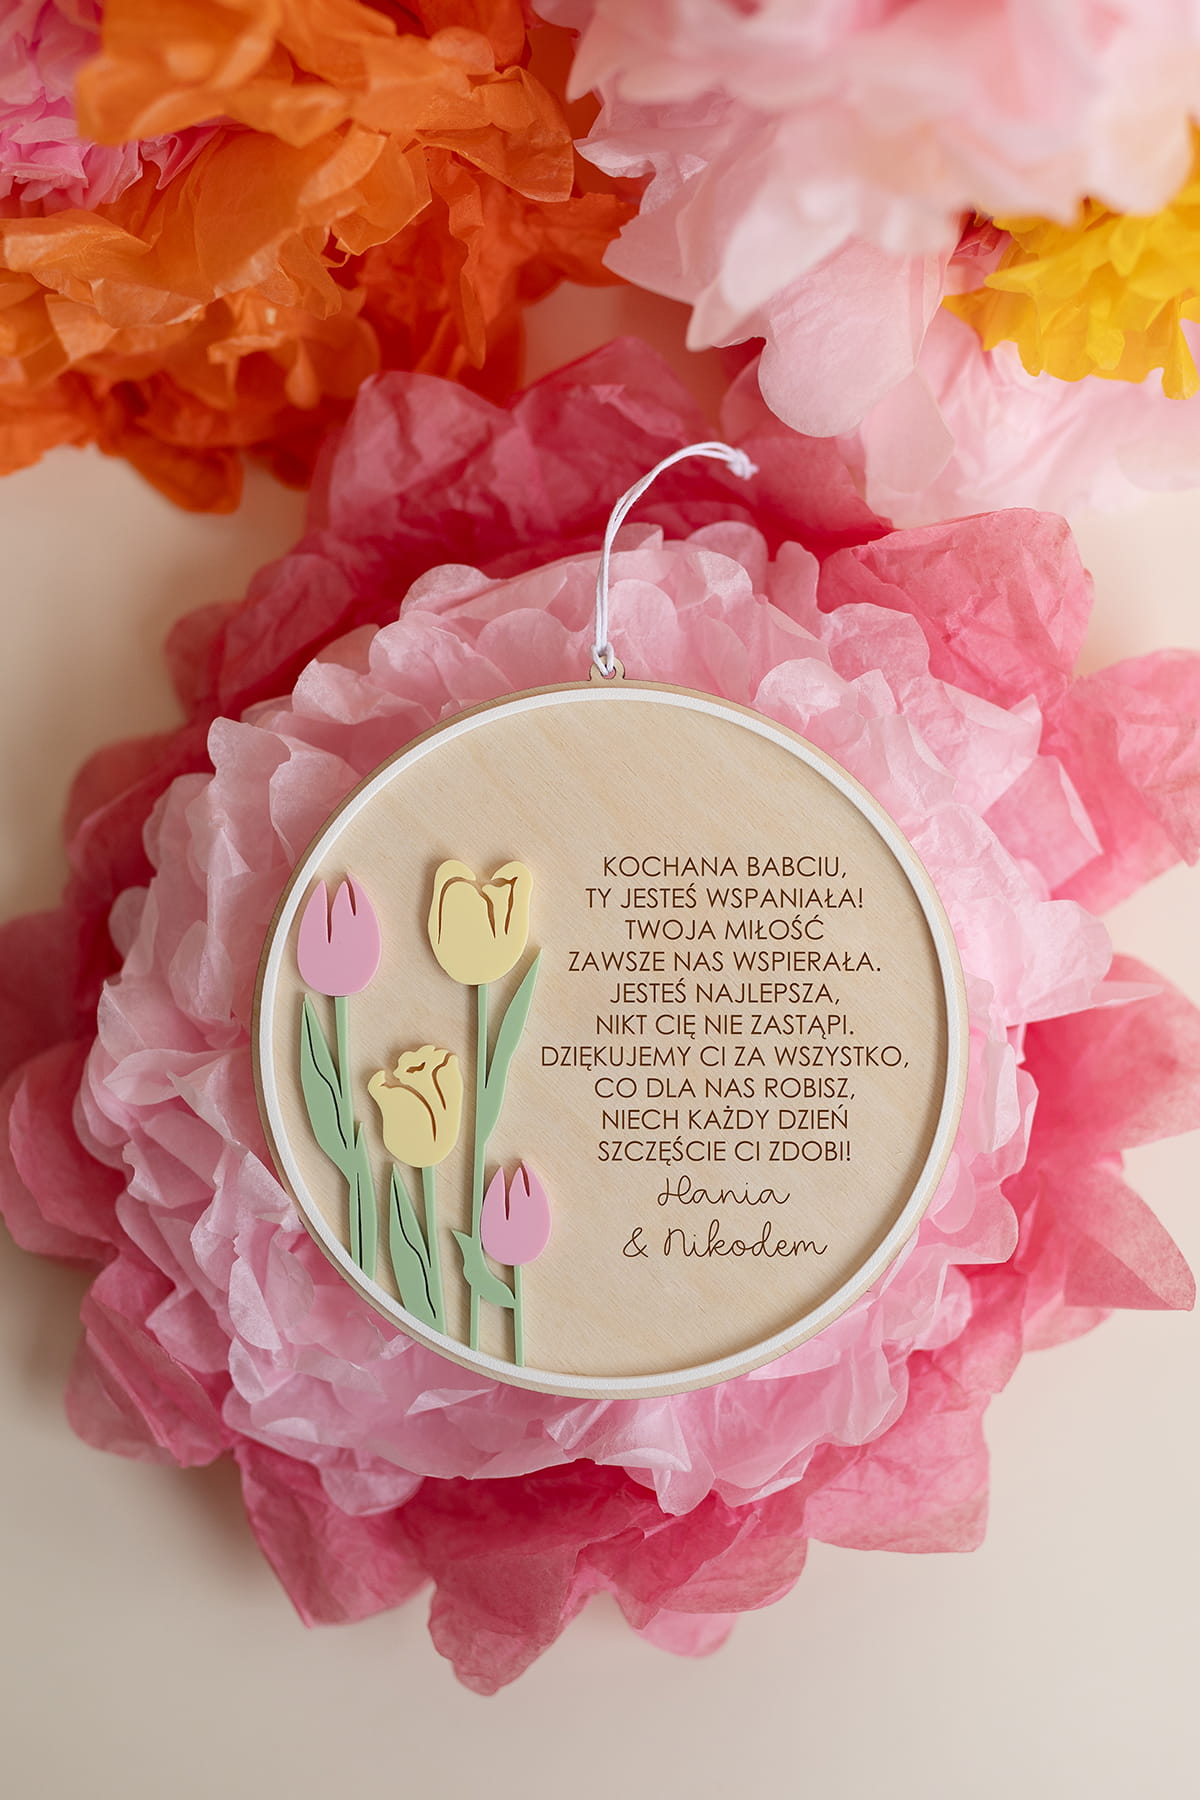 KOCHANA BABCIU,
TY JESTEŚ WSPANIAŁA!
TWOJA MIŁOŚĆ
ZAWSZE NAS WSPIERAŁA.
JESTEŚ NAJLEPSZA,
NIKT CIĘ NIE ZASTĄPI.
DZIĘKUJEMY CI ZA WSZYSTKO,
CO DLA NAS ROBISZ,
NIECH KAŻDY DZIEŃ
SZCZĘŚCIE CI ZDOBI!
Hania
& Nikodem